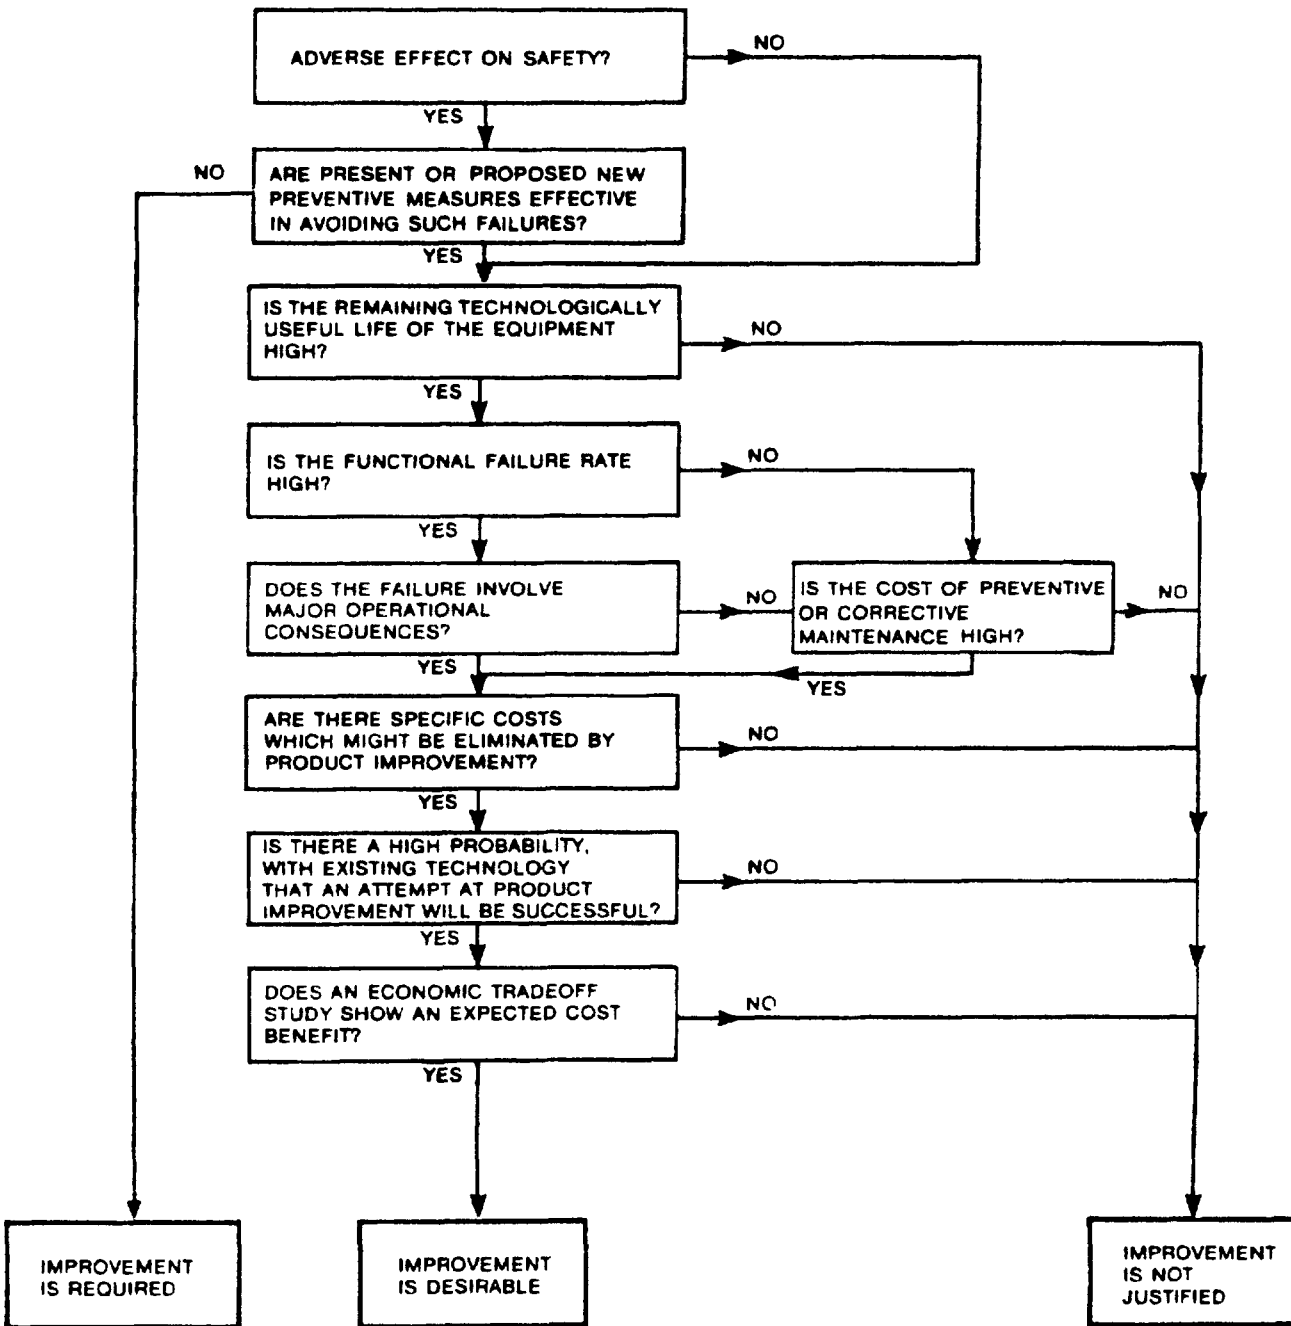 ADVERSE EFFECT ON SAFETY?
NO
YES
NO
ARE PRESENT OR PROPOSED NEW
PREVENTIVE MEASURES EFFECTIVE
IN AVOIDING SUCH FAILURES?
YES
IS THE REMAINING TECHNOLOGICALLY
USEFUL LIFE OF THE EQUIPMENT
HIGH?
NO
YES
IS THE FUNCTIONAL FAILURE RATE
HIGH?
NO
YES
DOES THE FAILURE INVOLVE
MAJOR OPERATIONAL
CONSEQUENCES?
NO
IS THE COST OF PREVENTIVE
OR CORRECTIVE
MAINTENANCE HIGH?
NO
YES
YES
ARE THERE SPECIFIC COSTS
WHICH MIGHT BE ELIMINATED BY
PRODUCT IMPROVEMENT?
NO
YES
IS THERE A HIGH PROBABILITY,
WITH EXISTING TECHNOLOGY
THAT AN ATTEMPT AT PRODUCT
IMPROVEMENT WILL BE SUCCESSFUL?
NO
YES
DOES AN ECONOMIC TRADEOFF
STUDY SHOW AN EXPECTED COST
BENEFIT?
NO
YES
IMPROVEMENT
IS REQUIRED
IMPROVEMENT
IS DESIRABLE
IMPROVEMENT
IS NOT
JUSTIFIED